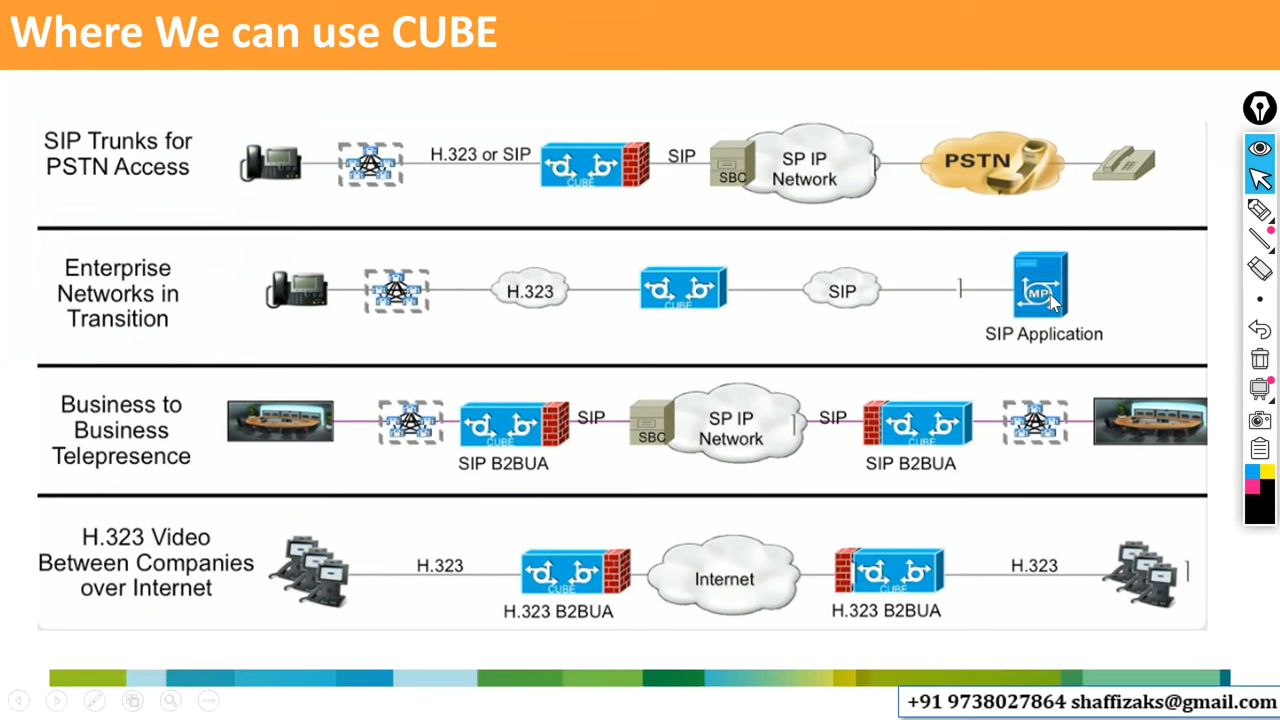 Where We can use CUBE
SIP Trunks for
PSTN Access
H.323 or SIP
CUBE
SIP
SBC
SP IP
Network
PSTN
Enterprise
Networks in
Transition
H.323
CUBE
SIP
MP
SIP Application
Business to
Business
Telepresence
CUBE
SIP B2BUA
SIP
SBC
SP IP
Network
SIP
CUBE
SIP B2BUA
H.323 Video
Between Companies
over Internet
H.323
CUBE
H.323 B2BUA
Internet
CUBE
H.323 B2BUA
H.323
+91 9738027864 shaffizaks@gmail.com